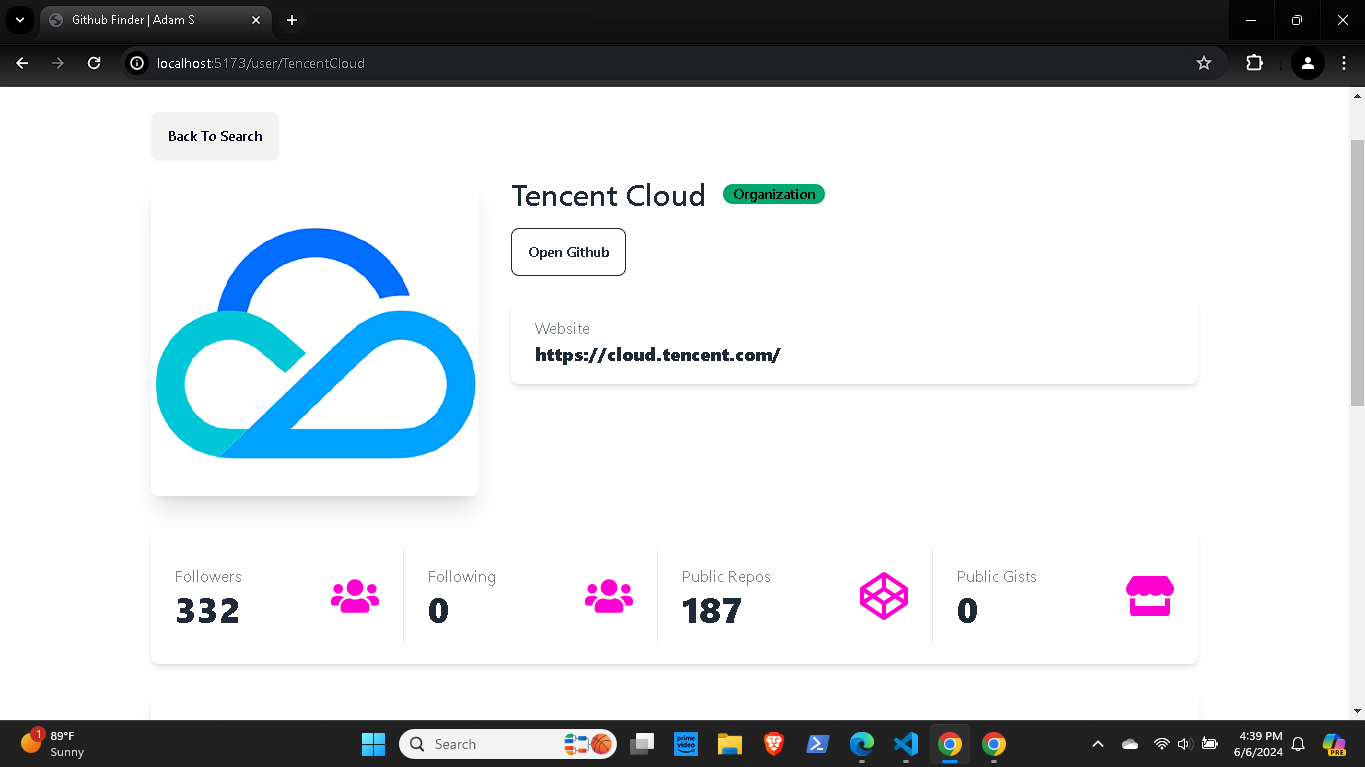 Github Finder | Adam S
localhost:5173/user/TencentCloud
Back To Search
Tencent Cloud
Organization
Open Github
Website
https://cloud.tencent.com/
Followers
332
Following
0
Public Repos
187
Public Gists
0
1
89°F
Sunny
Search
prime video
4:39 PM
6/6/2024
PRE